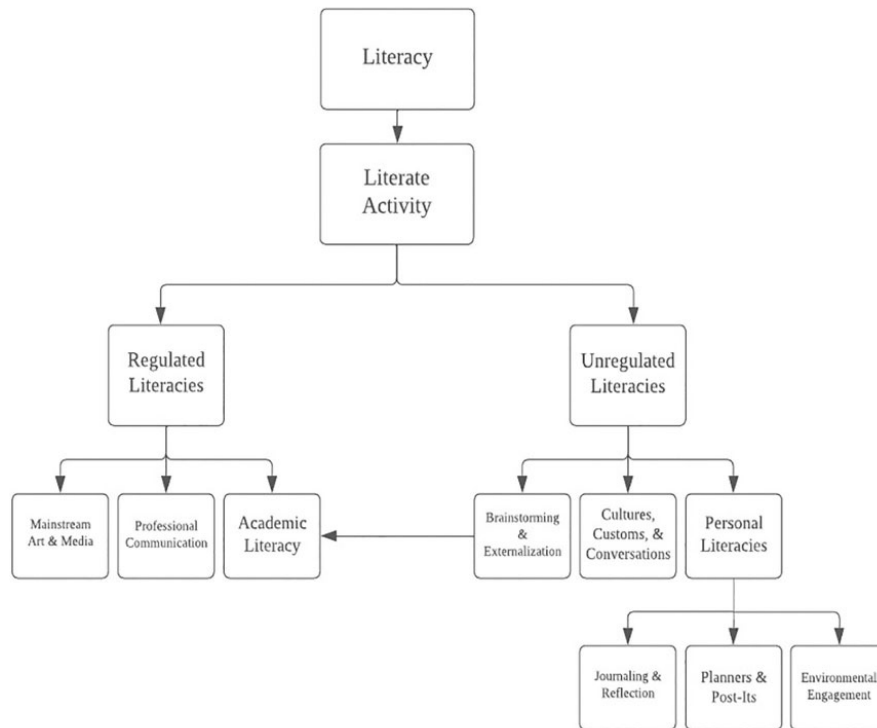 Literacy
Literate
Activity
Regulated
Literacies
Unregulated
Literacies
Mainstream
Art & Media
Professional
Communication
Academic
Literacy
Brainstorming
&
Externalization
Cultures,
Customs, &
Conversations
Personal
Literacies
Journaling &
Reflection
Planners &
Post-Its
Environmental
Engagement